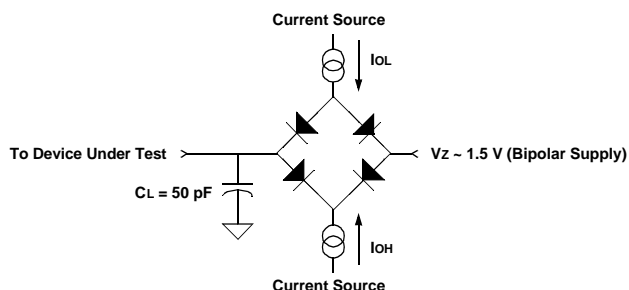 Current Source
IOL
To Device Under Test
VZ ~ 1.5 V (Bipolar Supply)
CL = 50 pF
IOH
Current Source